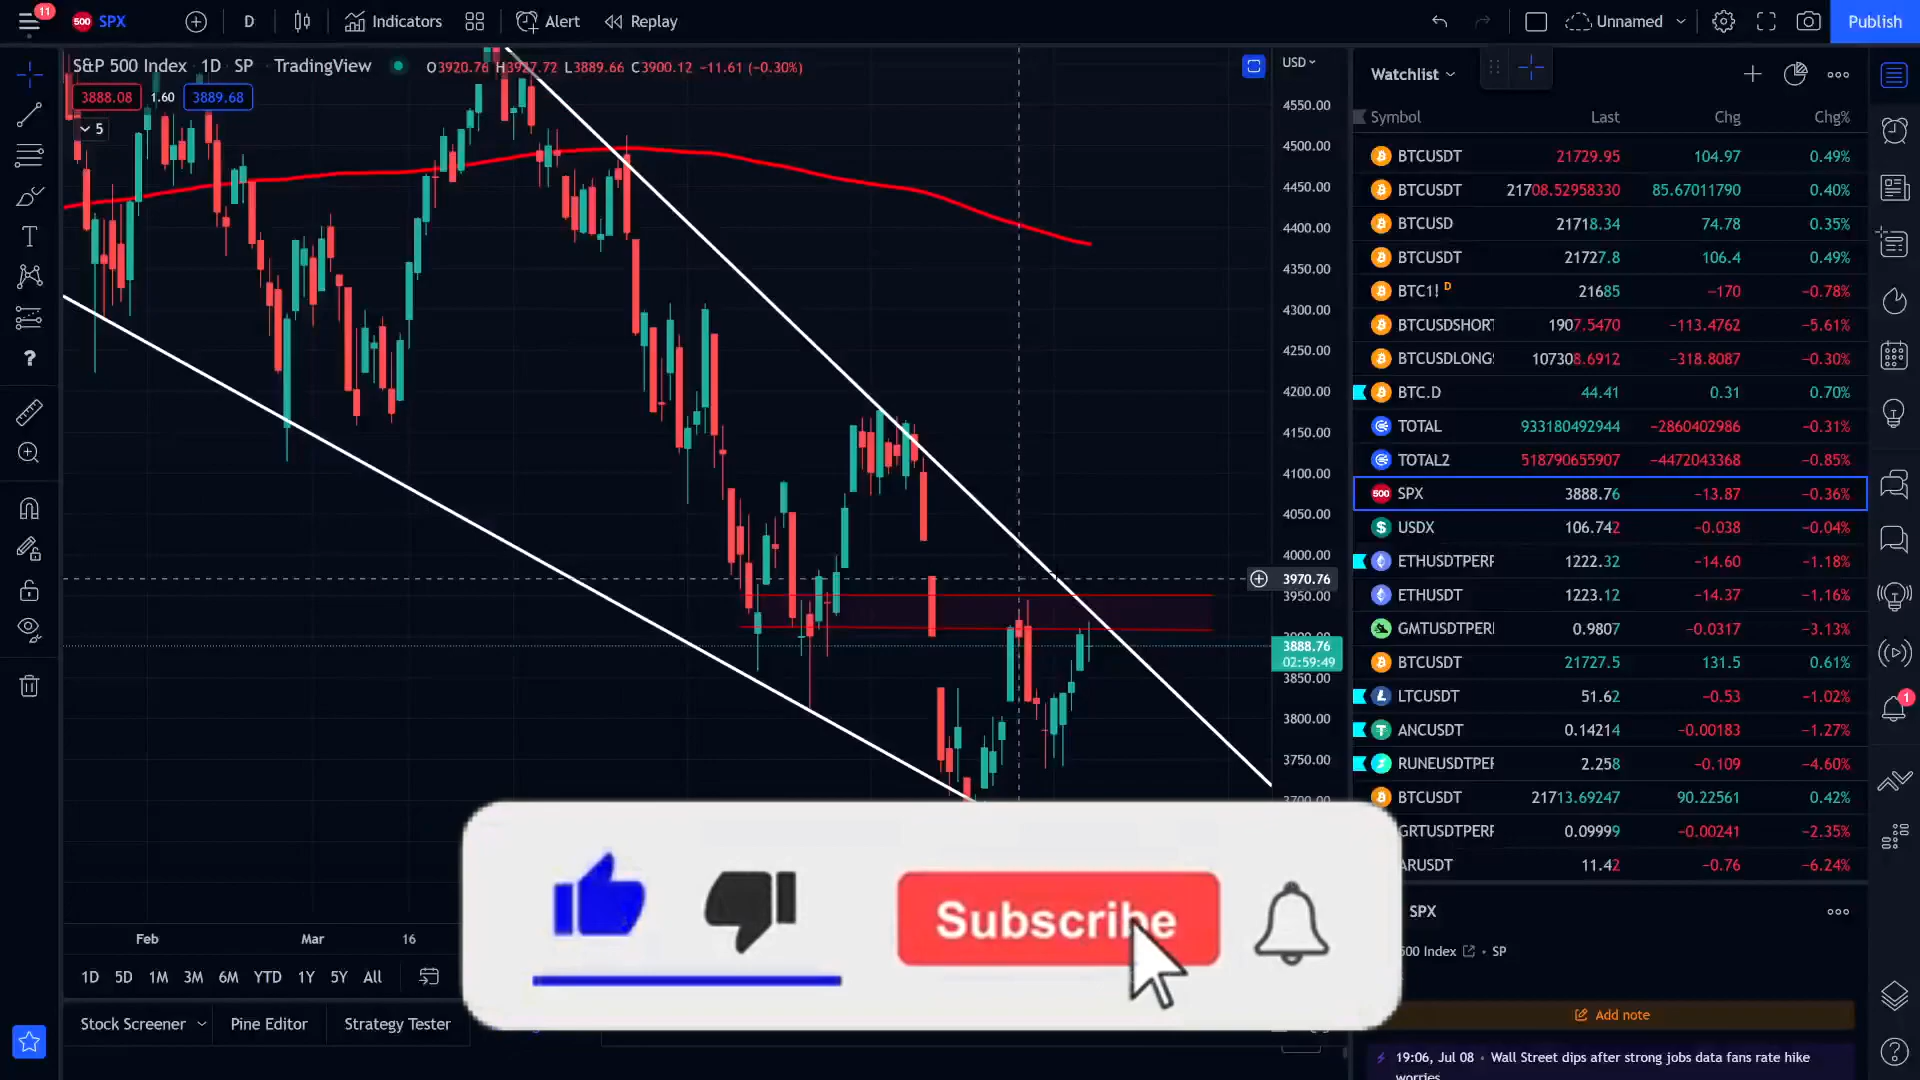 11
500 SPX
D
Indicators
Alert
Replay
Unnamed
Publish
S&P 500 Index · 1D · SP · TradingView
O3920.76 H3927.72 L3889.66 C3900.12 −11.61 (−0.30%)
3888.08 1.60 3889.68
5
USD
4550.00
4500.00
4450.00
4400.00
4350.00
4300.00
4250.00
4200.00
4150.00
4100.00
4050.00
4000.00
3970.76
3950.00
3888.76
02:59:49
3850.00
3800.00
3750.00
3700.00
Feb Mar 16
1D 5D 1M 3M 6M YTD 1Y 5Y All
Stock Screener Pine Editor Strategy Tester
Subscribe
Watchlist
Symbol Last Chg Chg%
BTCUSDT 21729.95 104.97 0.49%
BTCUSDT 21708.52958330 85.67011790 0.40%
BTCUSD 21718.34 74.78 0.35%
BTCUSDT 21727.8 106.4 0.49%
BTC1! D 21685 −170 −0.78%
BTCUSDSHORT 1907.5470 −113.4762 −5.61%
BTCUSDLONG 107308.6912 −318.8087 −0.30%
BTC.D 44.41 0.31 0.70%
TOTAL 933180492944 −2860402986 −0.31%
TOTAL2 518790655907 −4472043368 −0.85%
500 SPX 3888.76 −13.87 −0.36%
USDX 106.742 −0.038 −0.04%
ETHUSDTPERP 1222.32 −14.60 −1.18%
ETHUSDT 1223.12 −14.37 −1.16%
GMTUSDTPERP 0.9807 −0.0317 −3.13%
BTCUSDT 21727.5 131.5 0.61%
LTCUSDT 51.62 −0.53 −1.02%
ANCUSDT 0.14214 −0.00183 −1.27%
RUNEUSDTPER 2.258 −0.109 −4.60%
BTCUSDT 21713.69247 90.22561 0.42%
GRTUSDTPERP 0.09999 −0.00241 −2.35%
ARUSDT 11.42 −0.76 −6.24%
SPX
500 Index · SP
Add note
19:06, Jul 08 · Wall Street dips after strong jobs data fans rate hike
worries
1